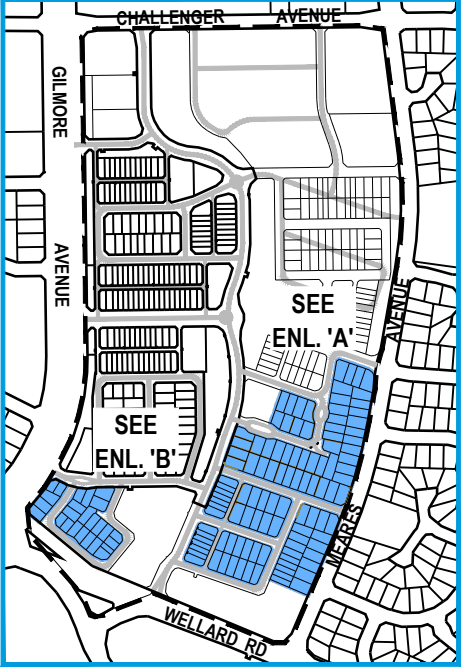 CHALLENGER AVENUE
GILMORE
AVENUE
AVENUE
SEE
ENL. 'A'
SEE
ENL. 'B'
MEARES
WELLARD RD